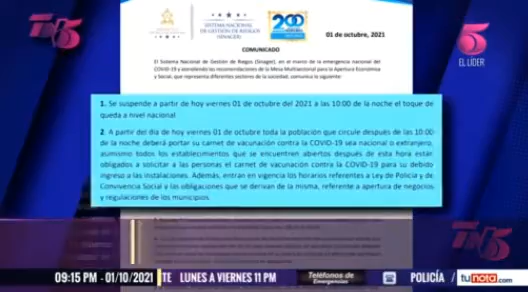 TN5
SISTEMA NACIONAL
DE GESTIÓN DE RIESGOS
(SINAGER)
200
01 de octubre, 2021
5
EL LÍDER
COMUNICADO
El Sistema Nacional de Gestión de Riegos (Sinager), en el marco de la emergencia nacional del
COVID-19 y atendiendo las recomendaciones de la Mesa Multisectorial para la Apertura Económica
y Social, que representa diferentes sectores de la sociedad, comunica lo siguiente:
1. Se suspende a partir de hoy viernes 01 de octubre del 2021 a las 10:00 de la noche el toque de
queda a nivel nacional.
2. A partir del día de hoy viernes 01 de octubre toda la población que circule después de las 10:00
de la noche deberá portar su carnet de vacunación contra la COVID-19 sea nacional o extranjero,
asimismo todos los establecimientos que se encuentren abiertos después de esta hora están
obligados a solicitar a las personas el carnet de vacunación contra la COVID-19 para su debido
ingreso a las instalaciones. Además, entran en vigencia los horarios referentes a Ley de Policía y de
Convivencia Social y las obligaciones que se derivan de la misma, referente a apertura de negocios
y regulaciones de los municipios.
TN5
09:15 PM - 01/10/2021 TE LUNES A VIERNES 11 PM Teléfonos de Emergencias POLICÍA / tunota.com